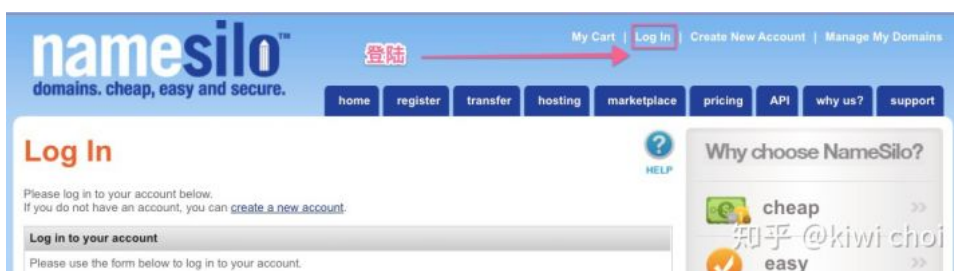 namesilo™
domains. cheap, easy and secure.
登陆
My Cart | Log In | Create New Account | Manage My Domains
home register transfer hosting marketplace pricing API why us? support
Log In
HELP
Please log in to your account below.
If you do not have an account, you can create a new account.
Log in to your account
Please use the form below to log in to your account.
Why choose NameSilo?
cheap
easy
知乎 @kiwi choi